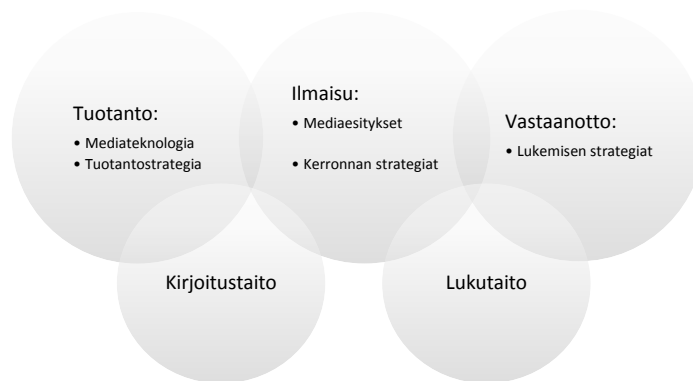 Tuotanto:
• Mediateknologia
• Tuotantostrategia
Ilmaisu:
• Mediaesitykset
• Kerronnan strategiat
Vastaanotto:
• Lukemisen strategiat
Kirjoitustaito
Lukutaito